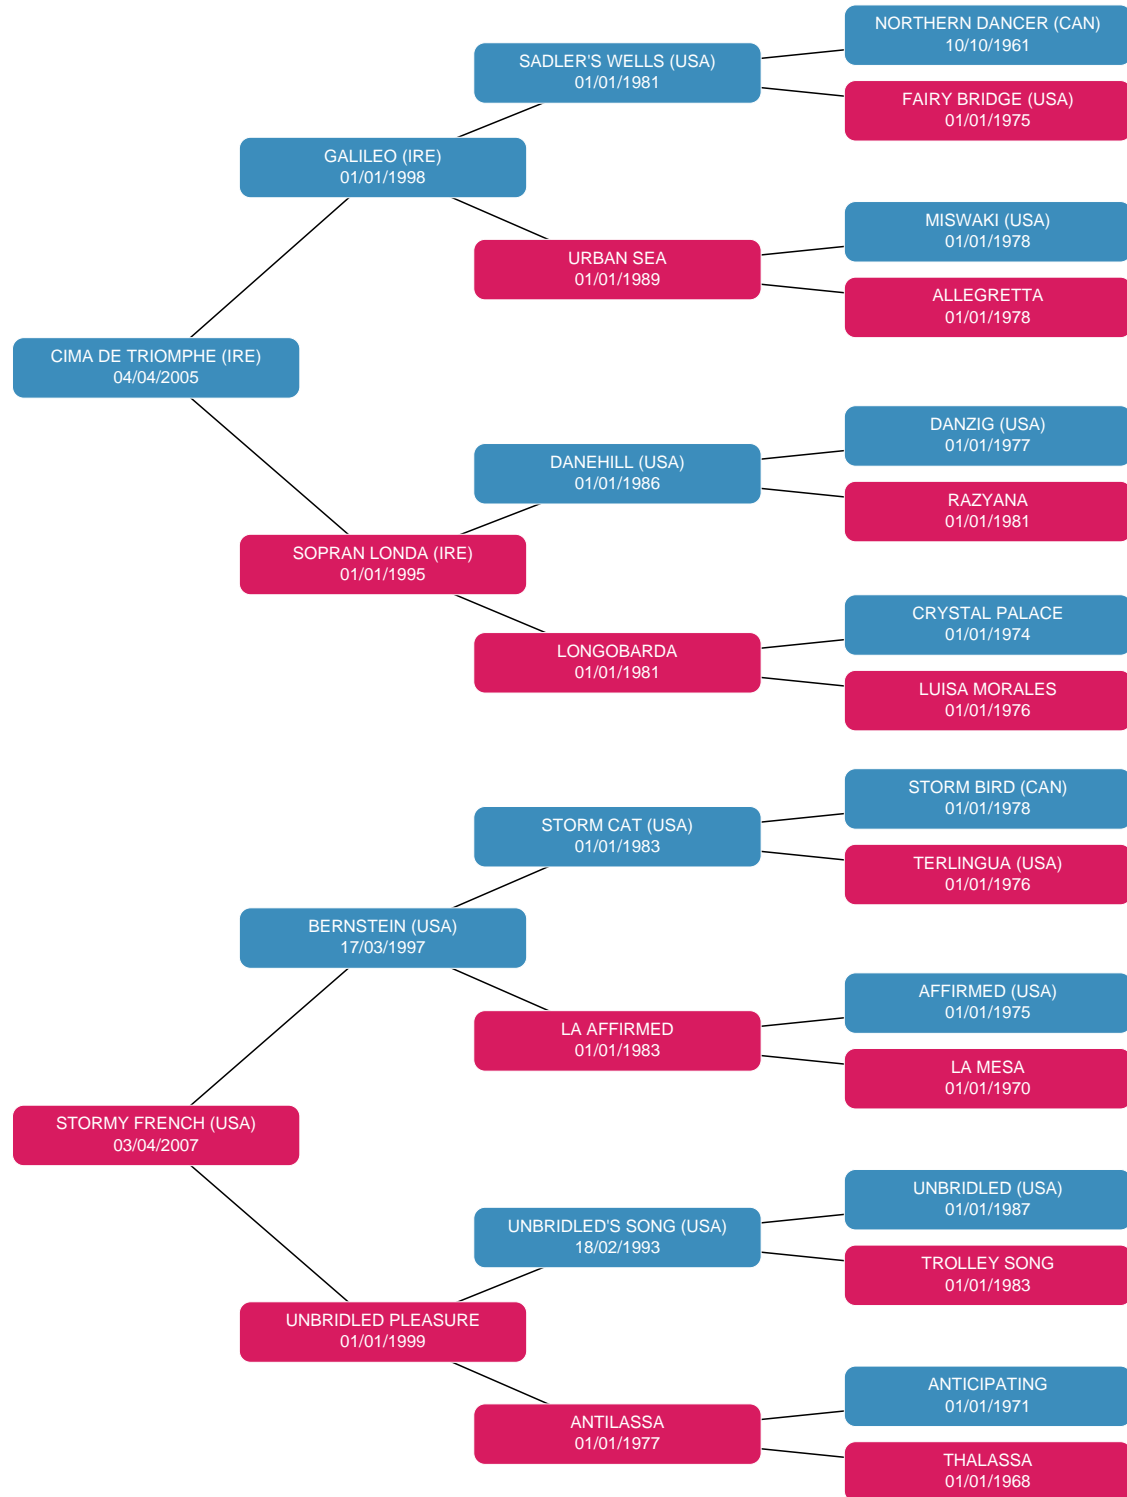 NORTHERN DANCER (CAN)
10/10/1961
SADLER'S WELLS (USA)
01/01/1981
FAIRY BRIDGE (USA)
01/01/1975
GALILEO (IRE)
01/01/1998
MISWAKI (USA)
01/01/1978
URBAN SEA
01/01/1989
ALLEGRETTA
01/01/1978
CIMA DE TRIOMPHE (IRE)
04/04/2005
DANZIG (USA)
01/01/1977
DANEHILL (USA)
01/01/1986
RAZYANA
01/01/1981
SOPRAN LONDA (IRE)
01/01/1995
CRYSTAL PALACE
01/01/1974
LONGOBARDA
01/01/1981
LUISA MORALES
01/01/1976
STORM BIRD (CAN)
01/01/1978
STORM CAT (USA)
01/01/1983
TERLINGUA (USA)
01/01/1976
BERNSTEIN (USA)
17/03/1997
AFFIRMED (USA)
01/01/1975
LA AFFIRMED
01/01/1983
LA MESA
01/01/1970
STORMY FRENCH (USA)
03/04/2007
UNBRIDLED (USA)
01/01/1987
UNBRIDLED'S SONG (USA)
18/02/1993
TROLLEY SONG
01/01/1983
UNBRIDLED PLEASURE
01/01/1999
ANTICIPATING
01/01/1971
ANTILASSA
01/01/1977
THALASSA
01/01/1968